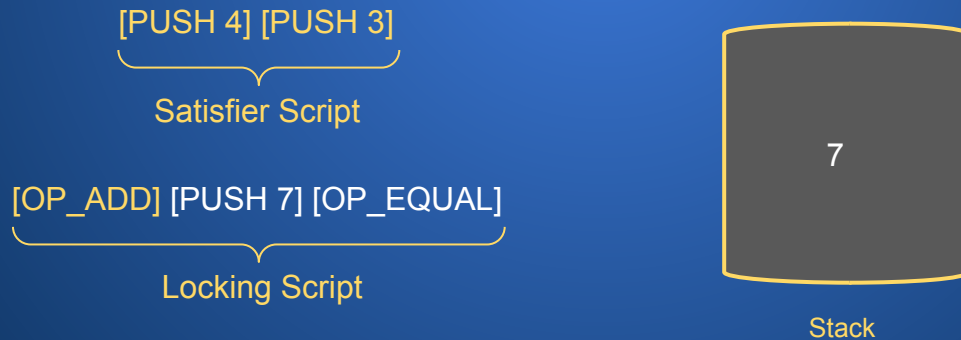 [PUSH 4] [PUSH 3]
Satisfier Script
[OP_ADD] [PUSH 7] [OP_EQUAL]
Locking Script
7
Stack